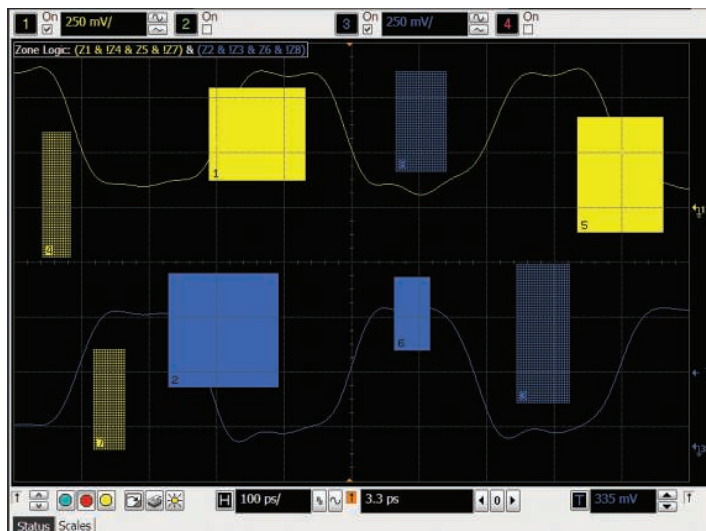 1 On 250 mV/ 2 On 3 On 250 mV/ 4 On
Zone Logic: (Z1 & !Z4 & Z5 & !Z7) & (Z2 & !Z3 & Z6 & !Z8)
1
4
5
1
6
2
7
3
H 100 ps/ T 3.3 ps 0 T 335 mV
Status Scales